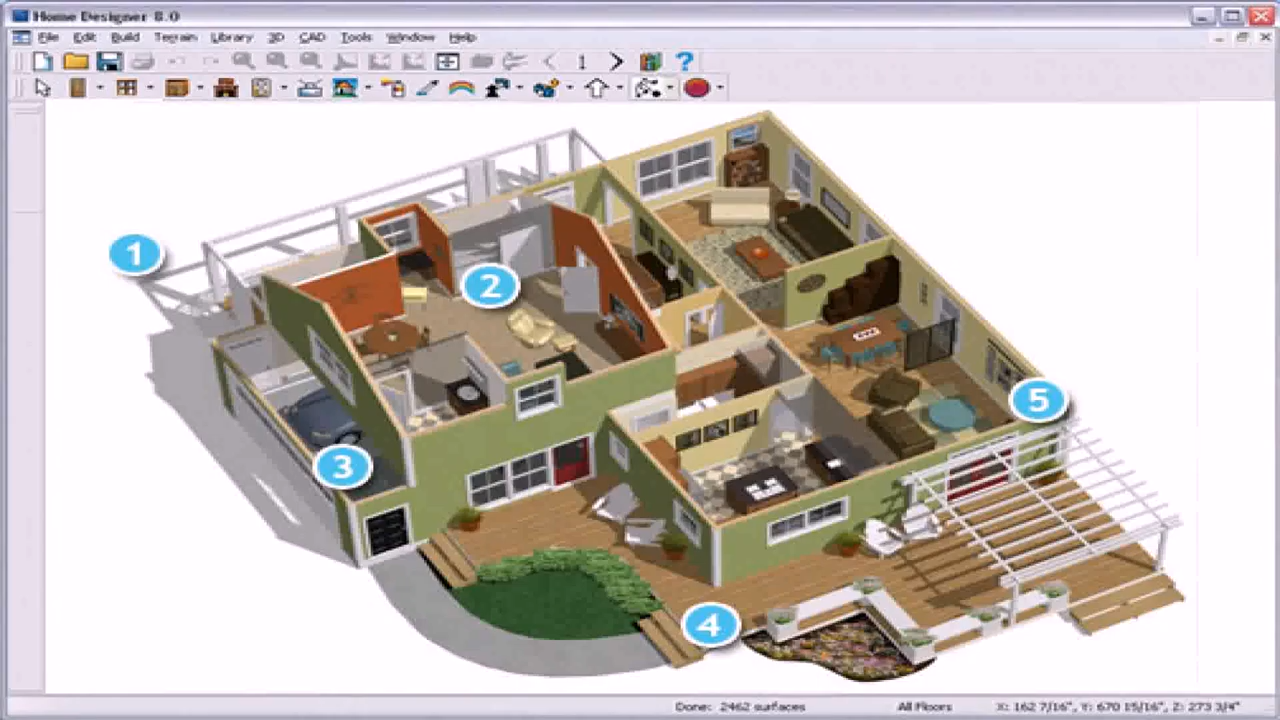 Home Designer 8.0
File Edit Build Terrain Library 3D CAD Tools Window Help
1
1
2
3
4
5
Done: 2462 surfaces All Floors X: 162 7/16", Y: 670 15/16", Z: 273 3/4"